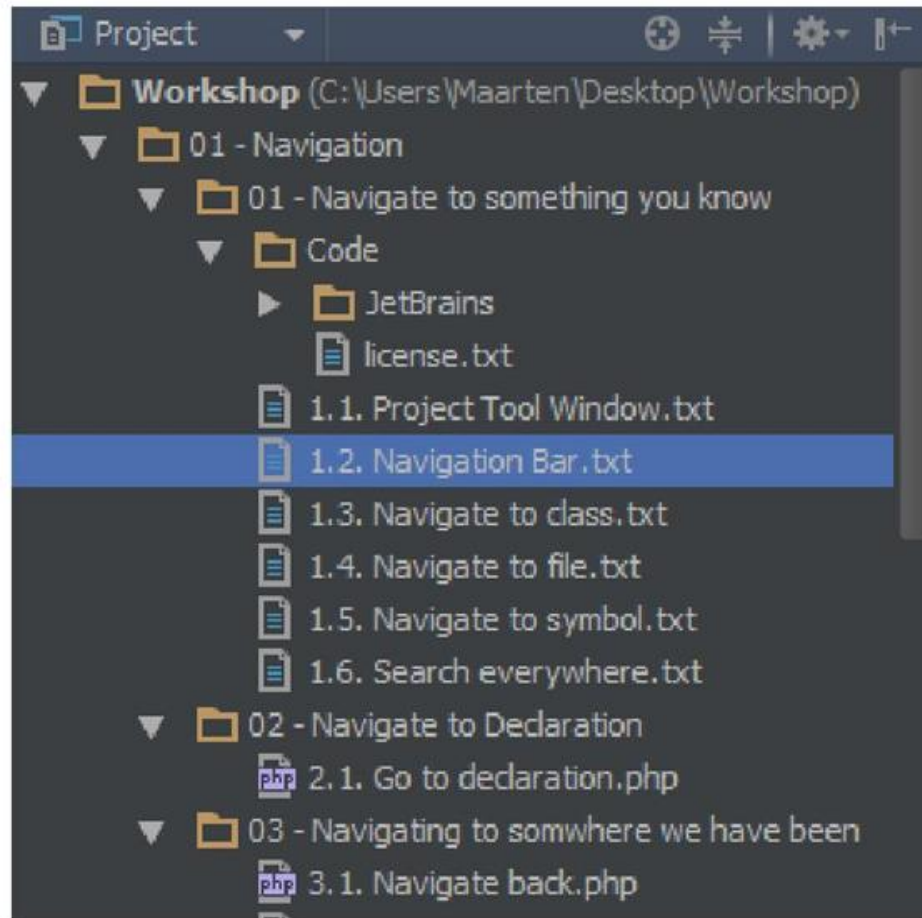 Project
Workshop (C:\Users\Maarten\Desktop\Workshop)
01 - Navigation
01 - Navigate to something you know
Code
JetBrains
license.txt
1.1. Project Tool Window.txt
1.2. Navigation Bar.txt
1.3. Navigate to class.txt
1.4. Navigate to file.txt
1.5. Navigate to symbol.txt
1.6. Search everywhere.txt
02 - Navigate to Declaration
php 2.1. Go to declaration.php
03 - Navigating to somwhere we have been
php 3.1. Navigate back.php